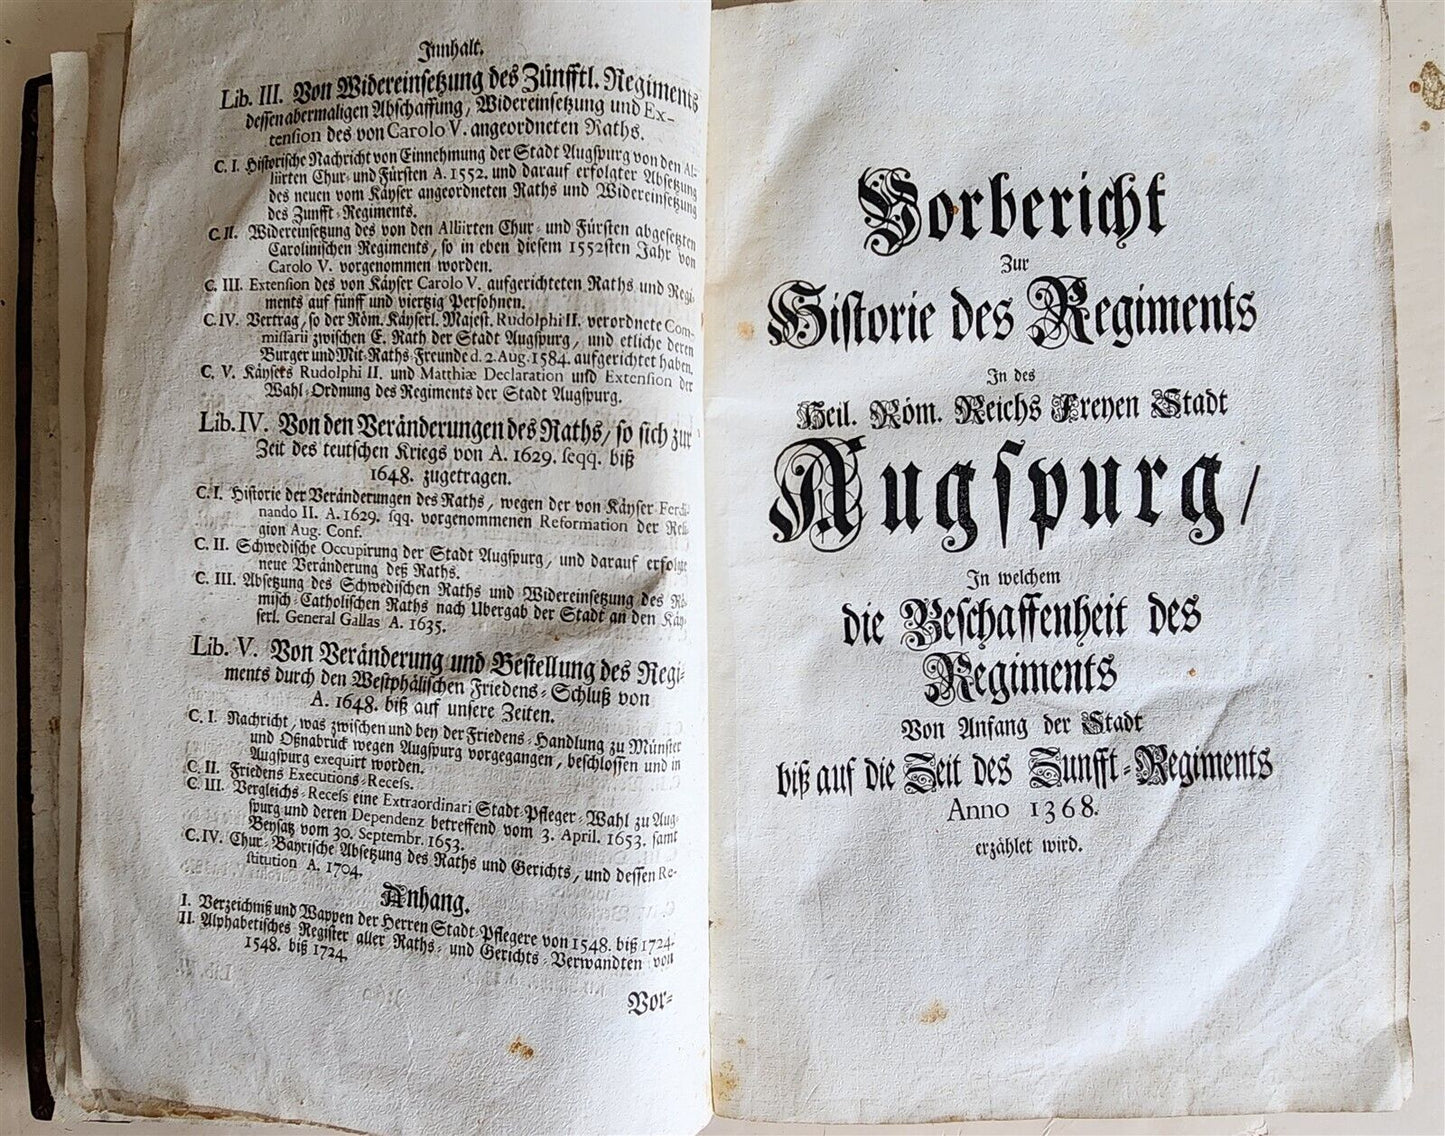 Innhalt.
Lib. III. Von Widereinsetzung des Zünfftl. Regiments
dessen abermaligen Abschaffung, Widereinsetzung und Ex-
tension des von Carolo V. angeordneten Raths.
C. I. Historische Nachricht von Einnehmung der Stadt Augspurg von den Al-
liirten Chur- und Fürsten A. 1552. und darauf erfolgter Absetzung
des neuen vom Käyser angeordneten Raths und Widereinsetzung
des Zunfft-Regiments.
C. II. Widereinsetzung des von den Alliirten Chur- und Fürsten abgesetzten
Carolinischen Regiments, so in eben diesem 1552sten Jahr von
Carolo V. vorgenommen worden.
C. III. Extension des von Käyser Carolo V. aufgerichteten Raths und Regi-
ments auf fünff und viertzig Persohnen.
C. IV. Vertrag, so der Röm. Käyserl. Majest. Rudolphi II. verordnete Com-
missarii zwischen E. Rath der Stadt Augspurg, und etliche deren
Burger und Mit-Raths-Freunde d. 2. Aug. 1584. aufgerichtet haben.
C. V. Käysers Rudolphi II. und Matthiæ Declaration und Extension der
Wahl-Ordnung des Regiments der Stadt Augspurg.
Lib. IV. Von den Veränderungen des Raths, so sich zur
Zeit des teutschen Kriegs von A. 1629. seqq. biß
1648. zugetragen.
C. I. Historie der Veränderungen des Raths, wegen der von Käyser Ferdi-
nando II. A. 1629. sqq. vorgenommenen Reformation der Reli-
gion Aug. Conf.
C. II. Schwedische Occupirung der Stadt Augspurg, und darauf erfolgte
neue Veränderung deß Raths.
C. III. Absetzung des Schwedischen Raths und Widereinsetzung des Rö-
misch-Catholischen Raths nach Ubergab der Stadt an den Käy-
serl. General Gallas A. 1635.
Lib. V. Von Veränderung und Bestellung des Regi-
ments durch den Westphälischen Friedens-Schluß von
A. 1648. biß auf unsere Zeiten.
C. I. Nachricht, was zwischen und bey der Friedens-Handlung zu Münster
und Oßnabrück wegen Augspurg vorgegangen, beschlossen und in
Augspurg exequirt worden.
C. II. Friedens Executions-Recess.
C. III. Vergleichs-Recess eine Extraordinari Stadt-Pfleger-Wahl zu Aug-
spurg und deren Dependenz betreffend vom 3. April. 1653. samt
Beysatz vom 30. Septembr. 1653.
C. IV. Chur-Bayrische Absetzung des Raths und Gerichts, und dessen Re-
stitution A. 1704.
Anhang.
I. Verzeichniß und Wappen der Herren Stadt-Pflegere von 1548. biß 1724.
II. Alphabetisches Register aller Raths- und Gerichts-Verwandten von
1548. biß 1724.
Vor-
Vorbericht
Zur
Historie des Regiments
In des
Heil. Röm. Reichs Freyen Stadt
Augspurg/
In welchem
die Beschaffenheit des
Regiments
Von Anfang der Stadt
biß auf die Zeit des Zunfft-Regiments
Anno 1368.
erzählet wird.